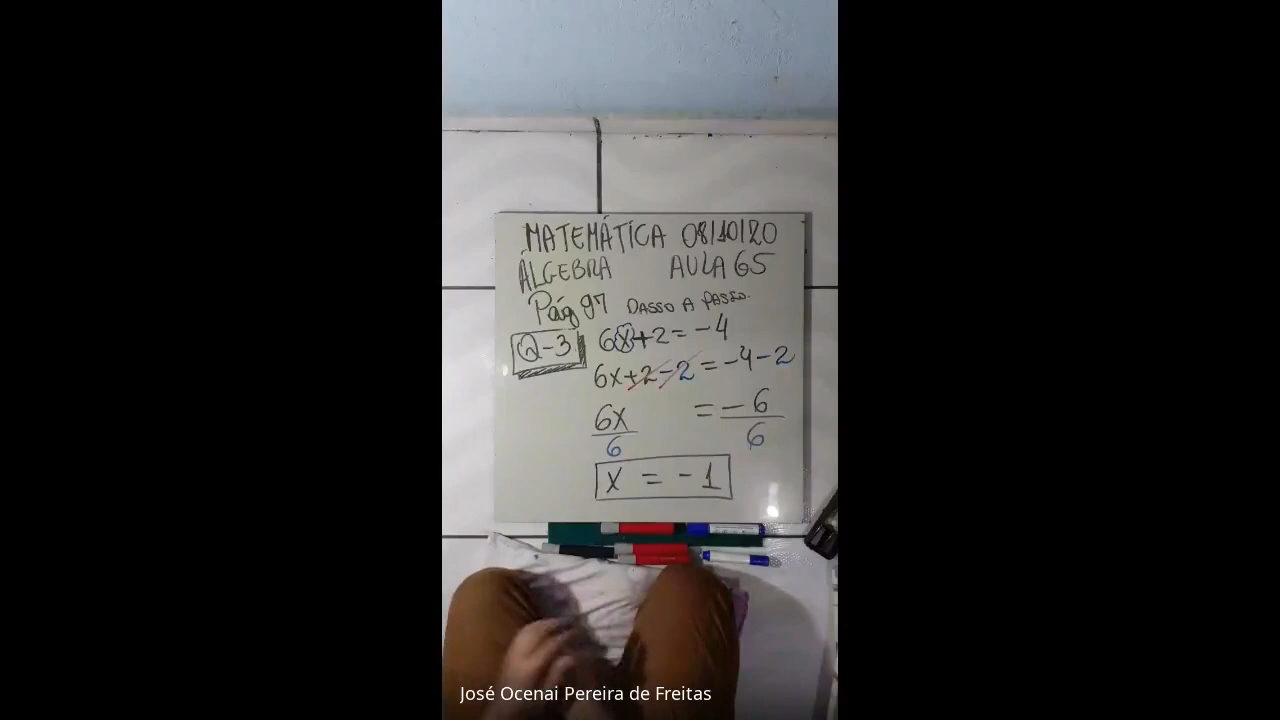 MATEMÁTICA 08/10/20
ÁLGEBRA AULA 65
Pág 97 PASSO A PASSO.
Q-3 6x+2=-4
6x+2-2=-4-2
6x/6 =-6/6
x = -1
José Ocenai Pereira de Freitas